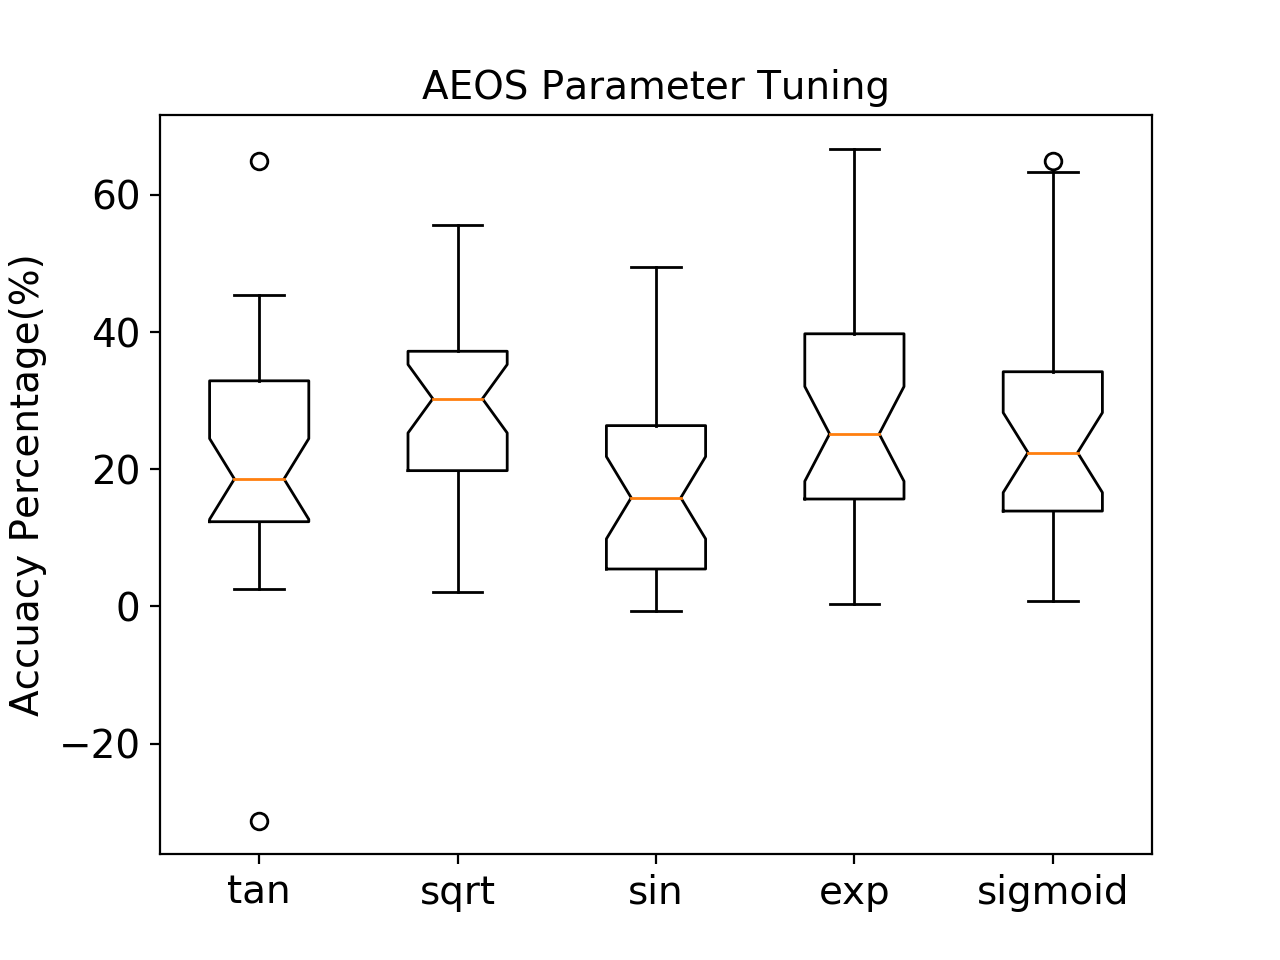 AEOS Parameter Tuning
Accuacy Percentage(%)
60
40
20
0
−20
tan sqrt sin exp sigmoid